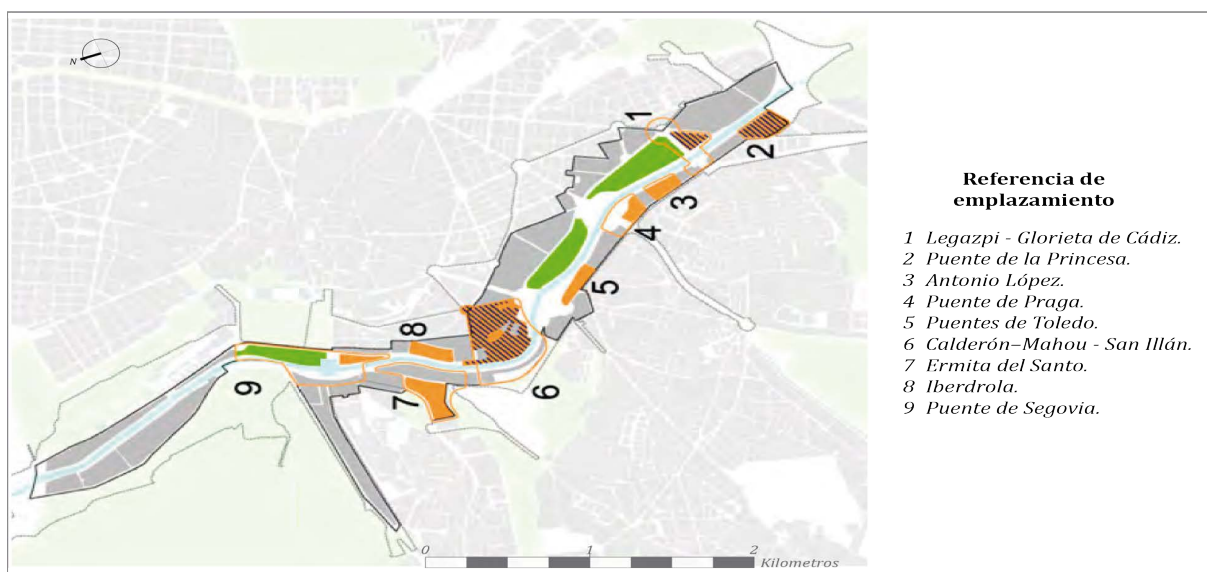 N
1
2
3
4
5
6
7
8
9
0 1 2
Kilometros
Referencia de
emplazamiento
1 Legazpi - Glorieta de Cádiz.
2 Puente de la Princesa.
3 Antonio López.
4 Puente de Praga.
5 Puentes de Toledo.
6 Calderón–Mahou - San Illán.
7 Ermita del Santo.
8 Iberdrola.
9 Puente de Segovia.